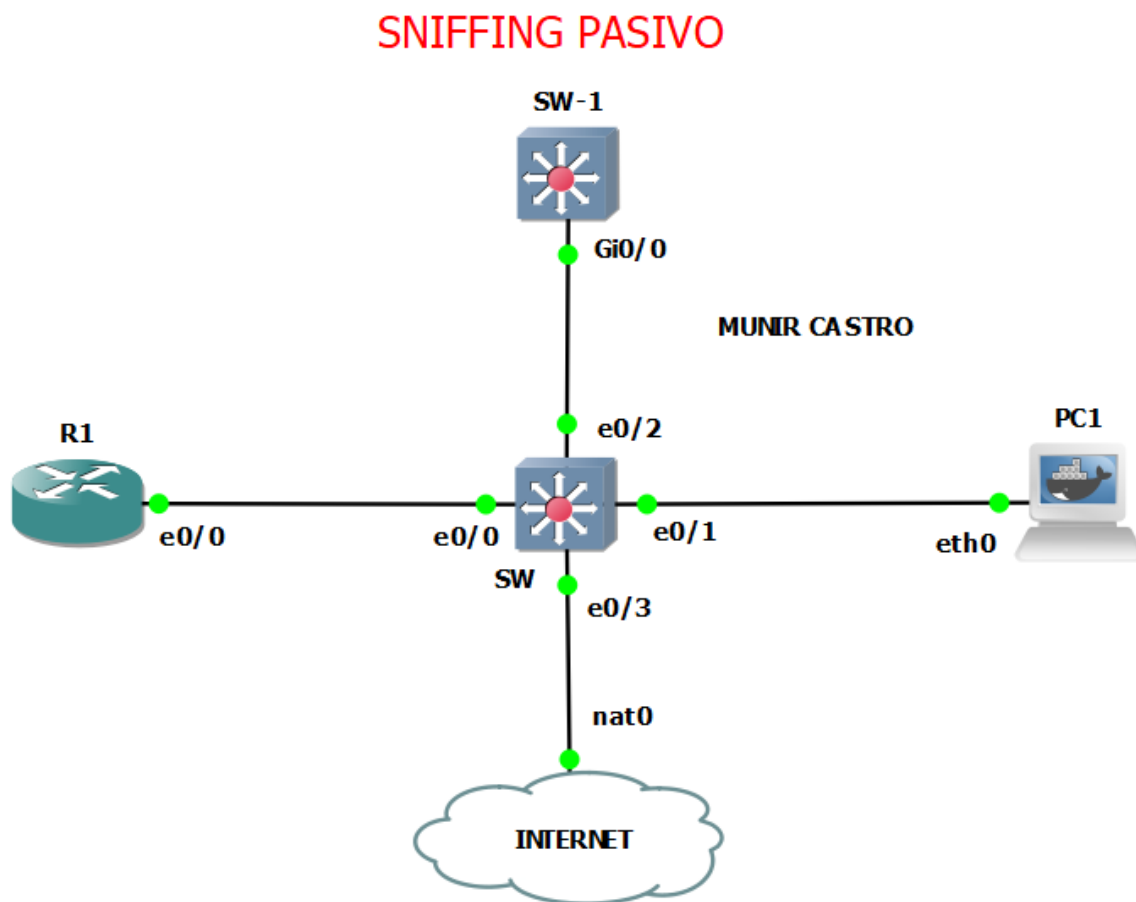 SNIFFING PASIVO
SW-1
Gi0/0
MUNIR CASTRO
e0/2
R1
PC1
e0/0
e0/0
e0/1
eth0
SW
e0/3
nat0
INTERNET